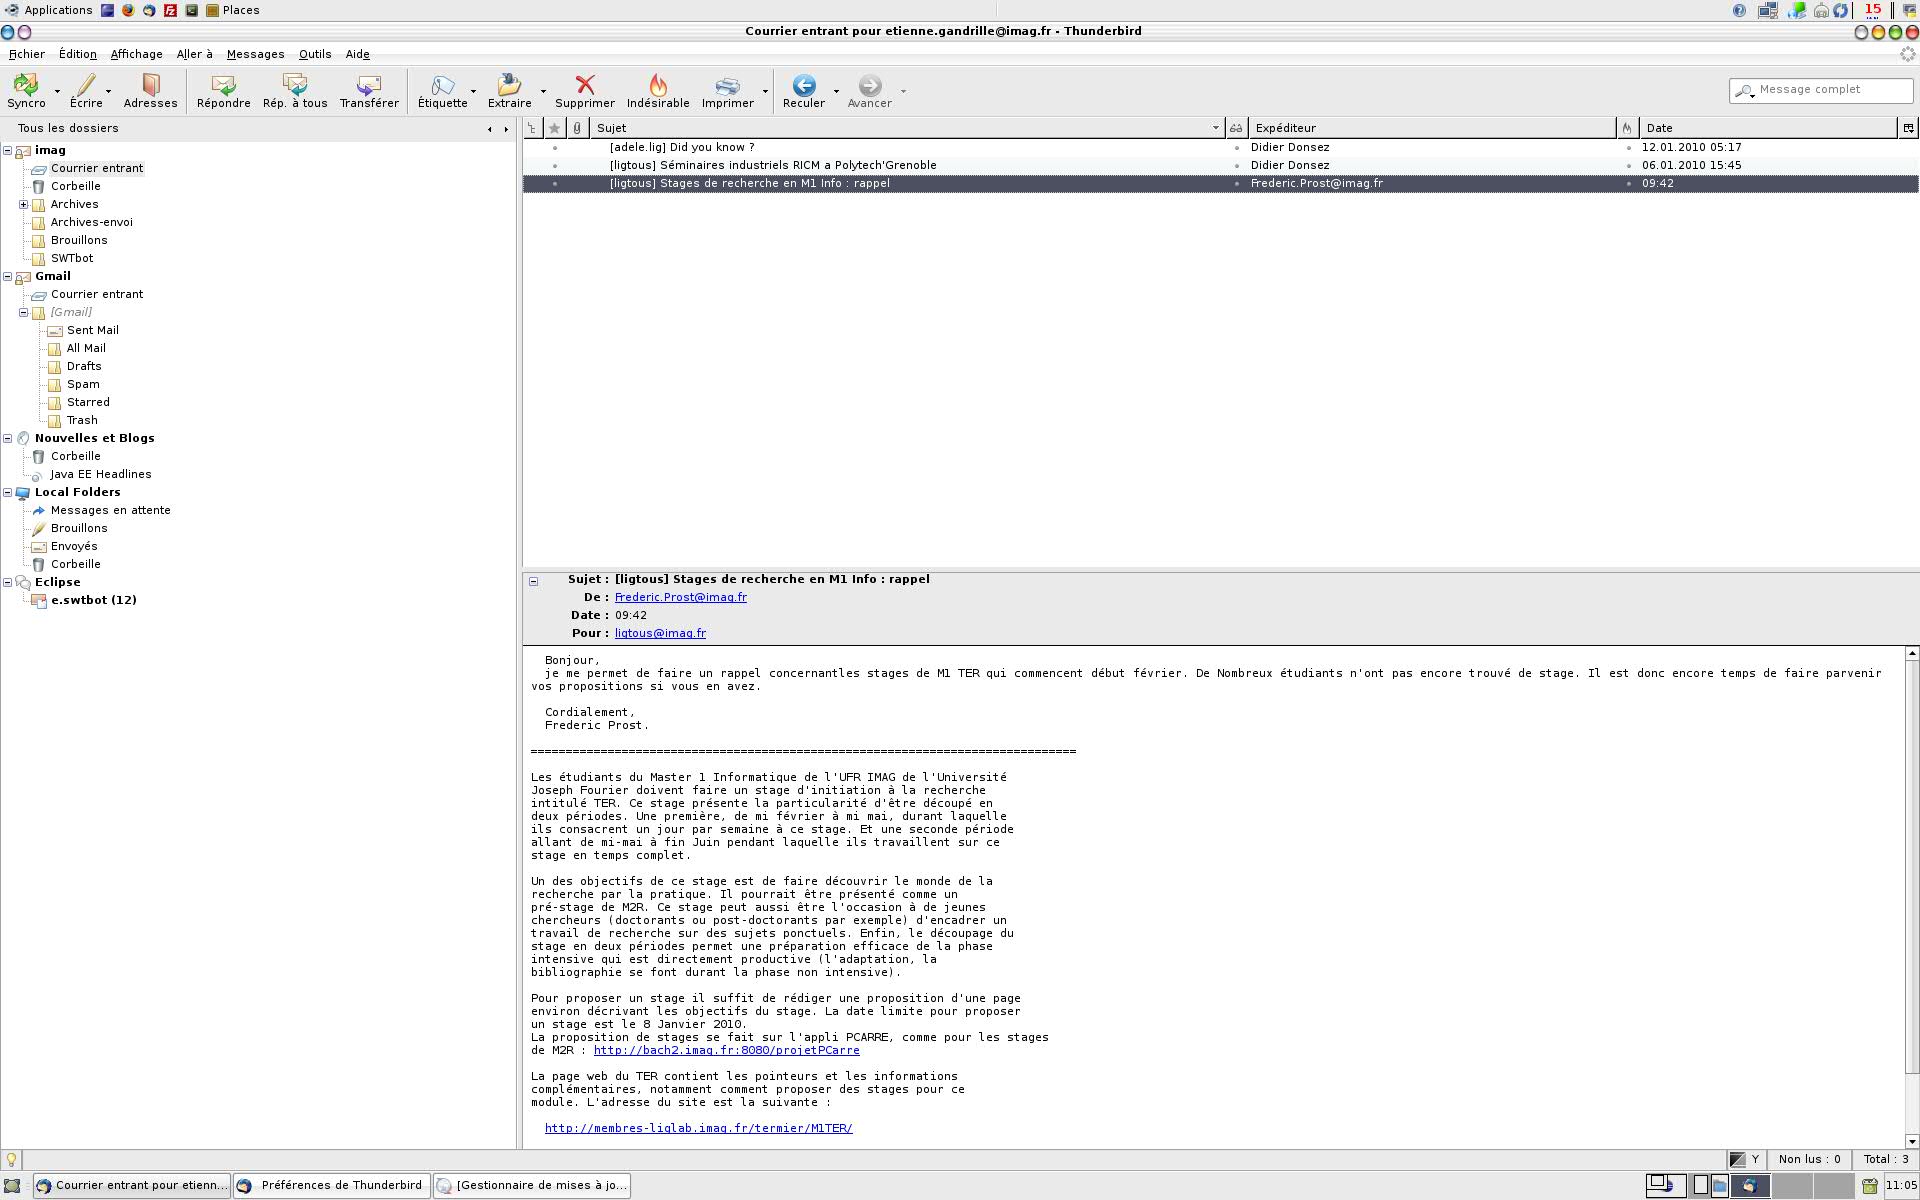 Applications Places 15
Courrier entrant pour etienne.gandrille@imag.fr - Thunderbird
Fichier Édition Affichage Aller à Messages Outils Aide
Syncro Écrire Adresses Répondre Rép. à tous Transférer Étiquette Extraire Supprimer Indésirable Imprimer Reculer Avancer Message complet
Tous les dossiers
imag
Courrier entrant
Corbeille
Archives
Archives-envoi
Brouillons
SWTbot
Gmail
Courrier entrant
[Gmail]
Sent Mail
All Mail
Drafts
Spam
Starred
Trash
Nouvelles et Blogs
Corbeille
Java EE Headlines
Local Folders
Messages en attente
Brouillons
Envoyés
Corbeille
Eclipse
e.swtbot (12)
Sujet Expéditeur Date
[adele.lig] Did you know ? Didier Donsez 12.01.2010 05:17
[ligtous] Séminaires industriels RICM a Polytech'Grenoble Didier Donsez 06.01.2010 15:45
[ligtous] Stages de recherche en M1 Info : rappel Frederic.Prost@imag.fr 09:42
Sujet : [ligtous] Stages de recherche en M1 Info : rappel
De : Frederic.Prost@imag.fr
Date : 09:42
Pour : ligtous@imag.fr
Bonjour,
je me permet de faire un rappel concernantles stages de M1 TER qui commencent début février. De Nombreux étudiants n'ont pas encore trouvé de stage. Il est donc encore temps de faire parvenir
vos propositions si vous en avez.
Cordialement,
Frederic Prost.
==============================================================================
Les étudiants du Master 1 Informatique de l'UFR IMAG de l'Université
Joseph Fourier doivent faire un stage d'initiation à la recherche
intitulé TER. Ce stage présente la particularité d'être découpé en
deux périodes. Une première, de mi février à mi mai, durant laquelle
ils consacrent un jour par semaine à ce stage. Et une seconde période
allant de mi-mai à fin Juin pendant laquelle ils travaillent sur ce
stage en temps complet.
Un des objectifs de ce stage est de faire découvrir le monde de la
recherche par la pratique. Il pourrait être présenté comme un
pré-stage de M2R. Ce stage peut aussi être l'occasion à de jeunes
chercheurs (doctorants ou post-doctorants par exemple) d'encadrer un
travail de recherche sur des sujets ponctuels. Enfin, le découpage du
stage en deux périodes permet une préparation efficace de la phase
intensive qui est directement productive (l'adaptation, la
bibliographie se font durant la phase non intensive).
Pour proposer un stage il suffit de rédiger une proposition d'une page
environ décrivant les objectifs du stage. La date limite pour proposer
un stage est le 8 Janvier 2010.
La proposition de stages se fait sur l'appli PCARRE, comme pour les stages
de M2R : http://bach2.imag.fr:8080/projetPCarre
La page web du TER contient les pointeurs et les informations
complémentaires, notamment comment proposer des stages pour ce
module. L'adresse du site est la suivante :
http://membres-liglab.imag.fr/termier/M1TER/
Y Non lus : 0 Total : 3
Courrier entrant pour etienn... Préférences de Thunderbird [Gestionnaire de mises à jo... 11:05